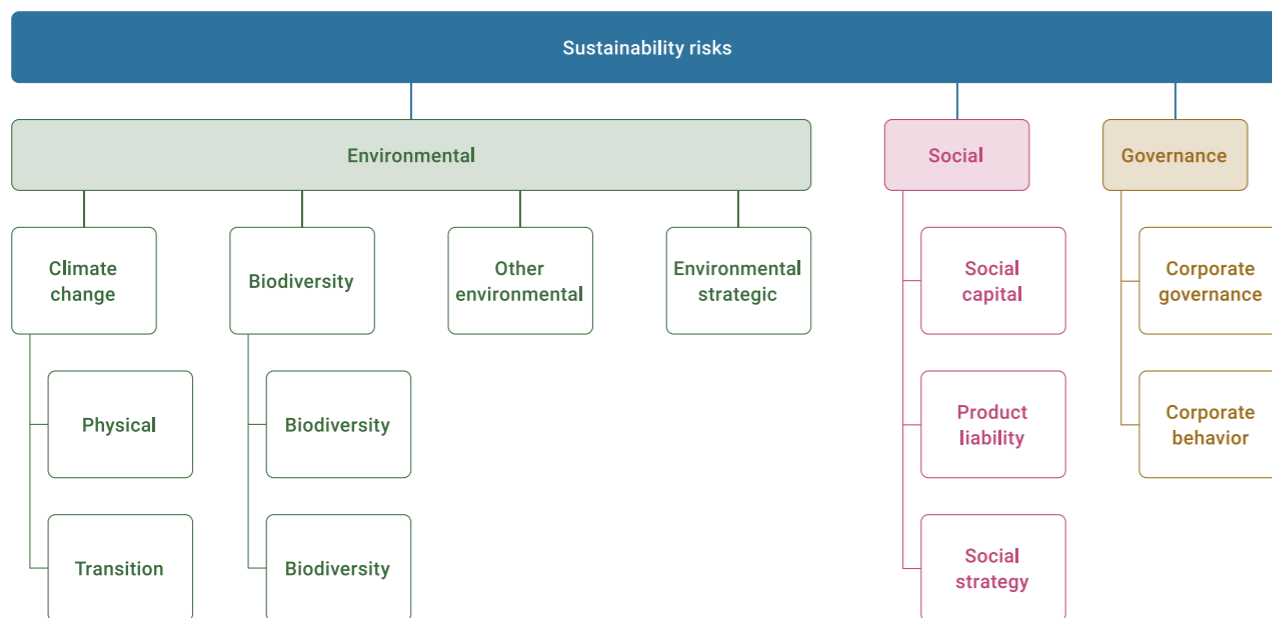 Sustainability risks
Environmental
Social
Governance
Climate
change
Biodiversity
Other
environmental
Environmental
strategic
Social
capital
Corporate
governance
Physical
Biodiversity
Product
liability
Corporate
behavior
Transition
Biodiversity
Social
strategy